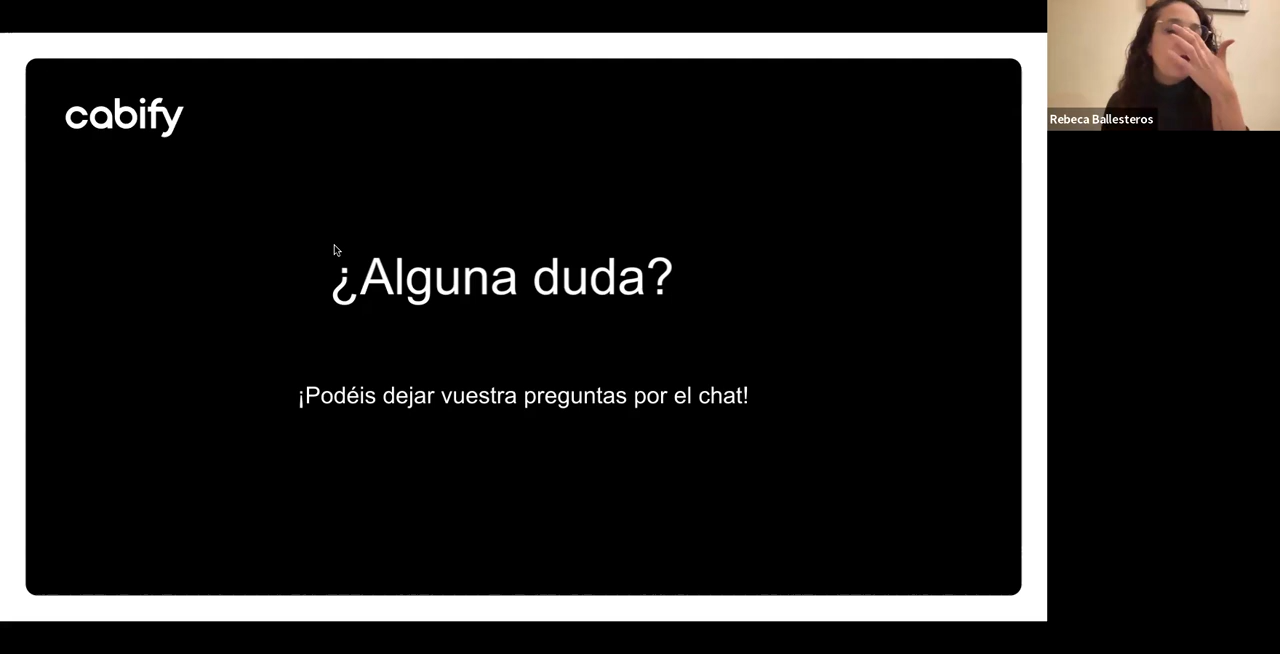 cabify
¿Alguna duda?
¡Podéis dejar vuestra preguntas por el chat!
Rebeca Ballesteros